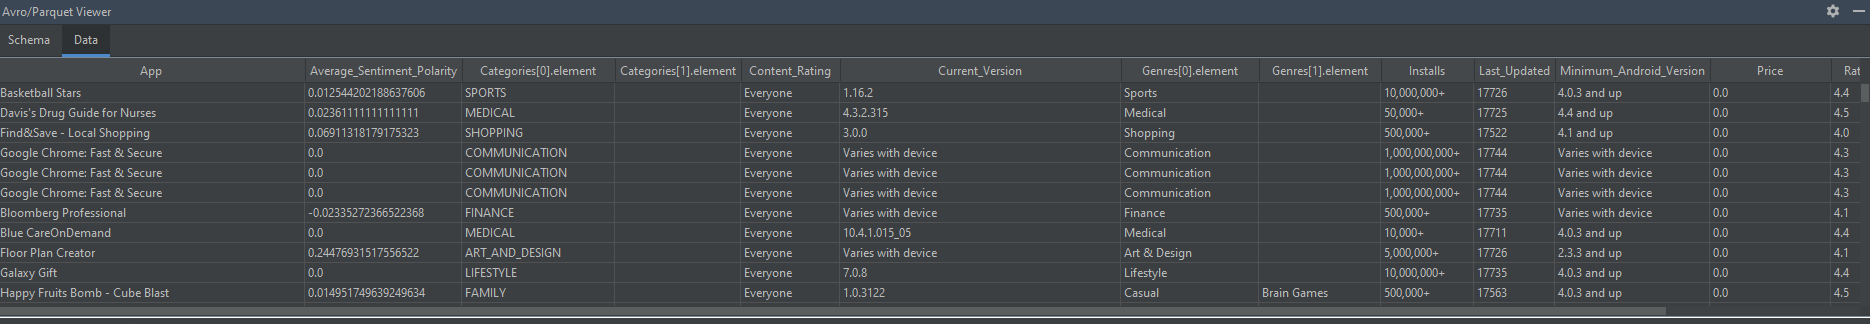 Avro/Parquet Viewer
Schema Data
App Average_Sentiment_Polarity Categories[0].element Categories[1].element Content_Rating Current_Version Genres[0].element Genres[1].element Installs Last_Updated Minimum_Android_Version Price Rat
Basketball Stars 0.012544202188637606 SPORTS Everyone 1.16.2 Sports 10,000,000+ 17726 4.0.3 and up 0.0 4.4
Davis's Drug Guide for Nurses 0.02361111111111111 MEDICAL Everyone 4.3.2.315 Medical 50,000+ 17725 4.4 and up 0.0 4.5
Find&Save - Local Shopping 0.06911318179175323 SHOPPING Everyone 3.0.0 Shopping 500,000+ 17522 4.1 and up 0.0 4.0
Google Chrome: Fast & Secure 0.0 COMMUNICATION Everyone Varies with device Communication 1,000,000,000+ 17744 Varies with device 0.0 4.3
Google Chrome: Fast & Secure 0.0 COMMUNICATION Everyone Varies with device Communication 1,000,000,000+ 17744 Varies with device 0.0 4.3
Google Chrome: Fast & Secure 0.0 COMMUNICATION Everyone Varies with device Communication 1,000,000,000+ 17744 Varies with device 0.0 4.3
Bloomberg Professional -0.02335272366522368 FINANCE Everyone Varies with device Finance 500,000+ 17735 Varies with device 0.0 4.1
Blue CareOnDemand 0.0 MEDICAL Everyone 10.4.1.015_05 Medical 10,000+ 17711 4.0.3 and up 0.0 4.4
Floor Plan Creator 0.24476931517556522 ART_AND_DESIGN Everyone Varies with device Art & Design 5,000,000+ 17726 2.3.3 and up 0.0 4.1
Galaxy Gift 0.0 LIFESTYLE Everyone 7.0.8 Lifestyle 10,000,000+ 17735 4.0.3 and up 0.0 4.4
Happy Fruits Bomb - Cube Blast 0.014951749639249634 FAMILY Everyone 1.0.3122 Casual Brain Games 500,000+ 17563 4.0.3 and up 0.0 4.5